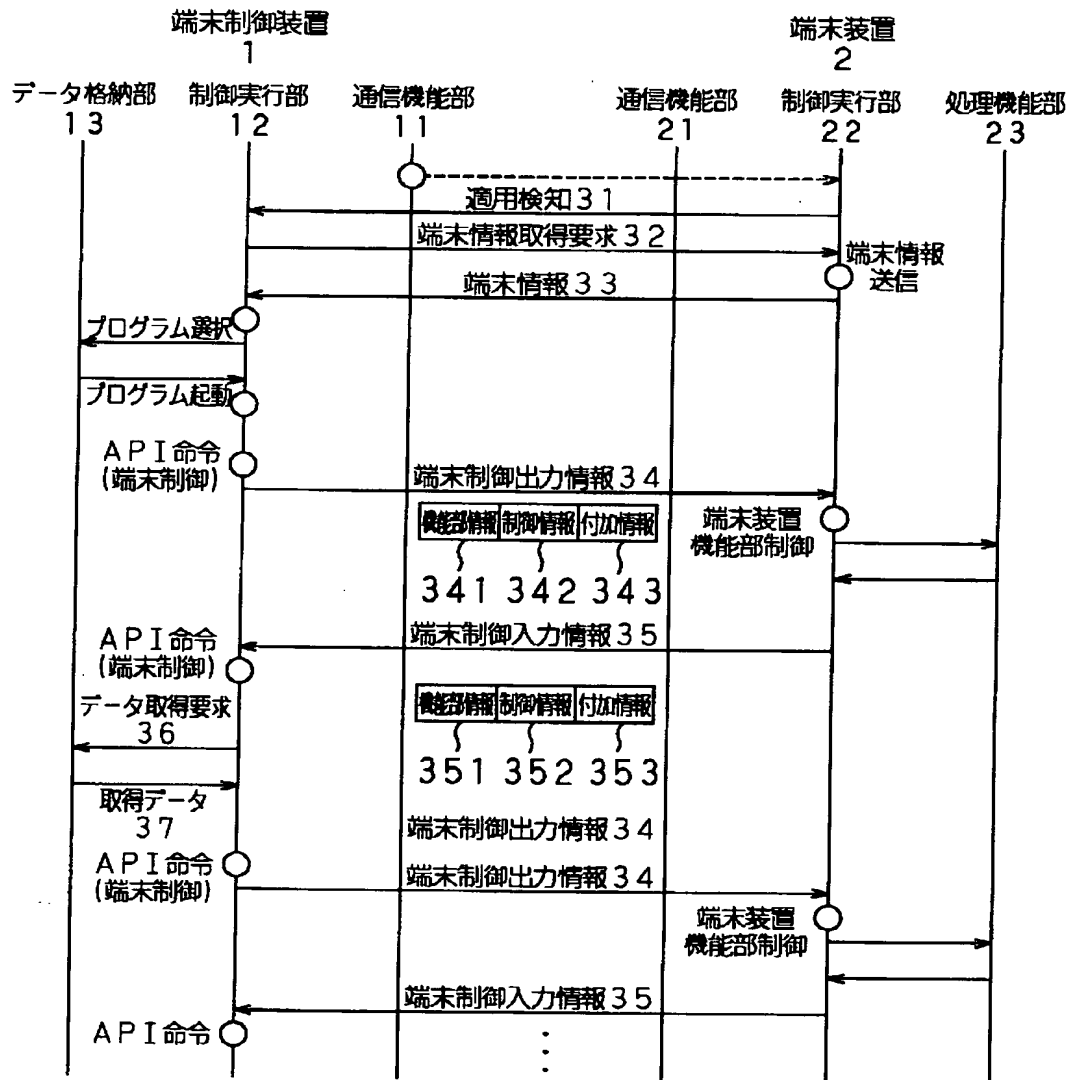 端末制御装置
1
端末装置
2
データ格納部
13
制御実行部
12
通信機能部
11
通信機能部
21
制御実行部
22
処理機能部
23
適用検知31
端末情報取得要求32
端末情報
送信
端末情報33
プログラム選択
プログラム起動
API命令
(端末制御)
端末制御出力情報34
機能部情報 制御情報 付加情報
341 342 343
端末装置
機能部制御
端末制御入力情報35
API命令
(端末制御)
データ取得要求
36
機能部情報 制御情報 付加情報
351 352 353
取得データ
37
端末制御出力情報34
API命令
(端末制御)
端末制御出力情報34
端末装置
機能部制御
端末制御入力情報35
API命令